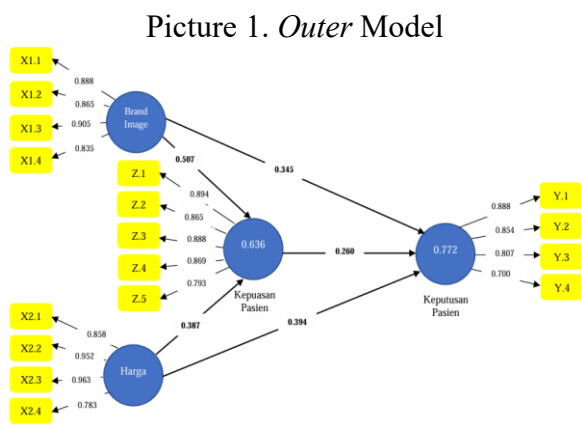 Picture 1. Outer Model
X1.1
X1.2
X1.3
X1.4
0.888
0.865
0.905
0.835
Brand
Image
0.507
0.345
Z.1
Z.2
Z.3
Z.4
Z.5
0.894
0.865
0.888
0.869
0.793
0.636
Kepuasan
Pasien
0.260
0.772
Keputusan
Pasien
0.888
0.854
0.807
0.700
Y.1
Y.2
Y.3
Y.4
X2.1
X2.2
X2.3
X2.4
0.858
0.952
0.963
0.783
Harga
0.387
0.394